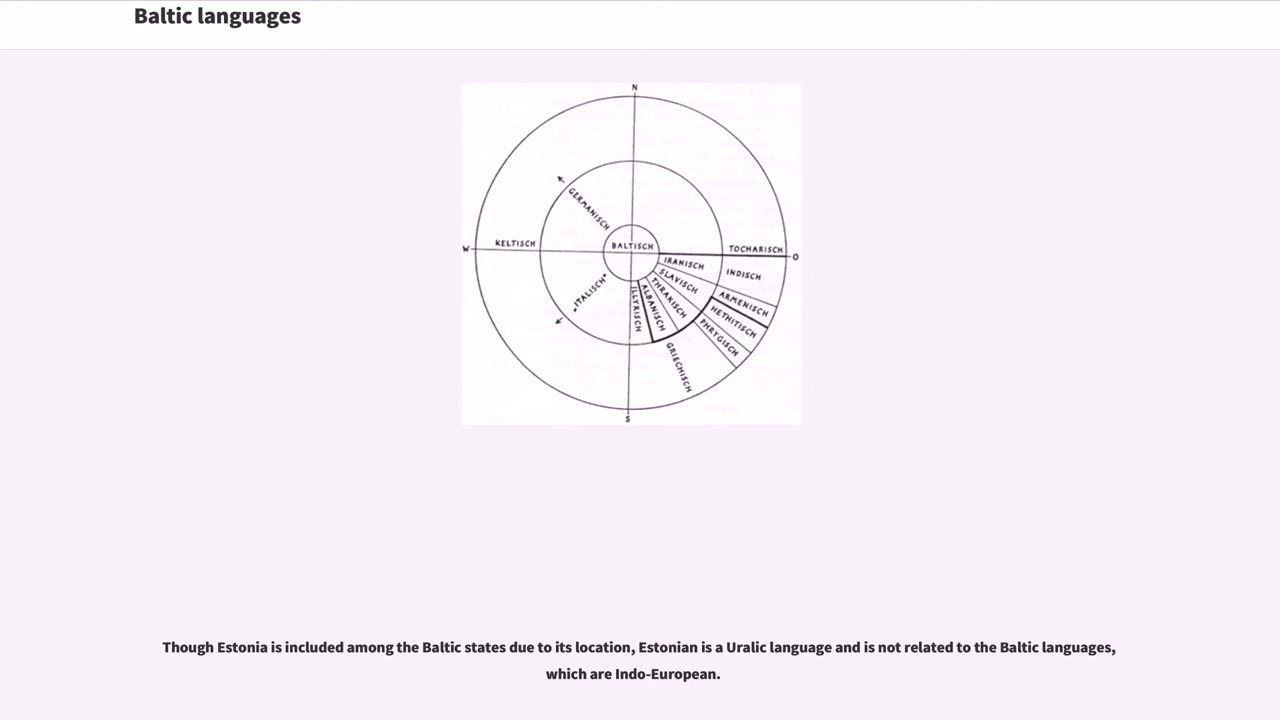 Baltic languages
N
GERMANISCH
W
KELTISCH
BALTISCH
TOCHARISCH
O
IRANISCH
INDISCH
SLAVISCH
"ITALISCH"
THRAKISCH
ALBANISCH
ILLYRISCH
ARMENISCH
HETHITISCH
PHRYGISCH
GRIECHISCH
S
Though Estonia is included among the Baltic states due to its location, Estonian is a Uralic language and is not related to the Baltic languages,
which are Indo-European.